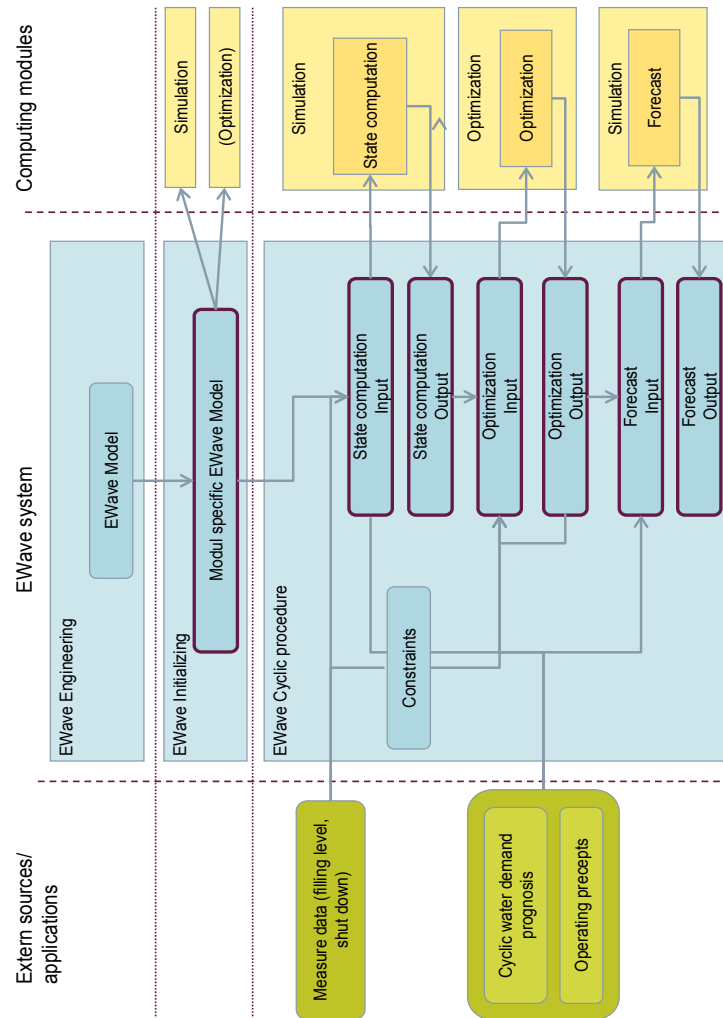 Extern sources/
applications
EWave system
Computing modules
EWave Engineering
EWave Model
EWave Initializing
Modul specific EWave Model
Simulation
(Optimization)
EWave Cyclic procedure
Measure data (filling level,
shut down)
Cyclic water demand
prognosis
Operating precepts
Constraints
State computation
Input
State computation
Output
Optimization
Input
Optimization
Output
Forecast
Input
Forecast
Output
Simulation
State computation
Optimization
Optimization
Simulation
Forecast